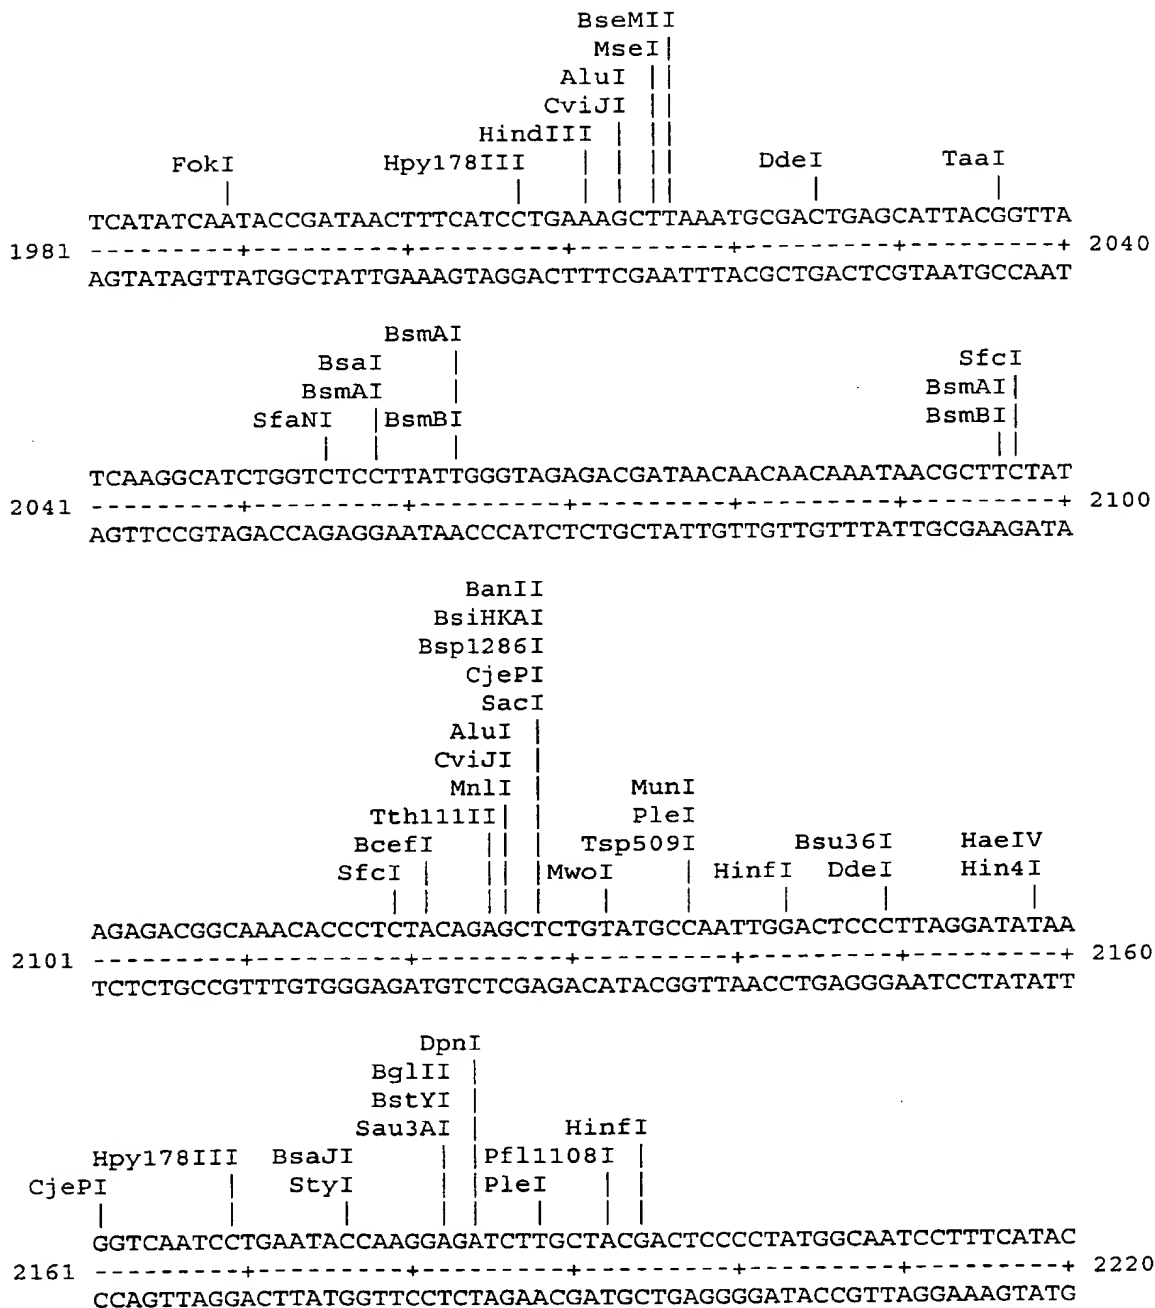 BseMII
MseI
AluI
CviJI
HindIII
FokI Hpy178III DdeI TaaI
TCATATCAATACCGATAACTTTCATCCTGAAAGCTTAAATGCGACTGAGCATTACGGTTA
1981 ---------+---------+---------+---------+---------+---------+ 2040
AGTATAGTTATGGCTATTGAAAGTAGGACTTTCGAATTTACGCTGACTCGTAATGCCAAT
BsmAI
BsaI SfcI
BsmAI BsmAI
SfaNI BsmBI BsmBI
TCAAGGCATCTGGTCTCCTTATTGGGTAGAGACGATAACAACAACAAATAACGCTTCTAT
2041 ---------+---------+---------+---------+---------+---------+ 2100
AGTTCCGTAGACCAGAGGAATAACCCATCTCTGCTATTGTTGTTGTTTATTGCGAAGATA
BanII
BsiHKAI
Bsp1286I
CjePI
SacI
AluI
CviJI
MnlI MunI
Tth111II PleI
BcefI Tsp509I Bsu36I HaeIV
SfcI MwoI HinfI DdeI Hin4I
AGAGACGGCAAACACCCTCTACAGAGCTCTGTATGCCAATTGGACTCCCTTAGGATATAA
2101 ---------+---------+---------+---------+---------+---------+ 2160
TCTCTGCCGTTTGTGGGAGATGTCTCGAGACATACGGTTAACCTGAGGGAATCCTATATT
DpnI
BglII
BstYI
Sau3AI HinfI
Hpy178III BsaJI Pfl1108I
CjePI StyI PleI
GGTCAATCCTGAATACCAAGGAGATCTTGCTACGACTCCCCTATGGCAATCCTTTCATAC
2161 ---------+---------+---------+---------+---------+---------+ 2220
CCAGTTAGGACTTATGGTTCCTCTAGAACGATGCTGAGGGGATACCGTTAGGAAAGTATG